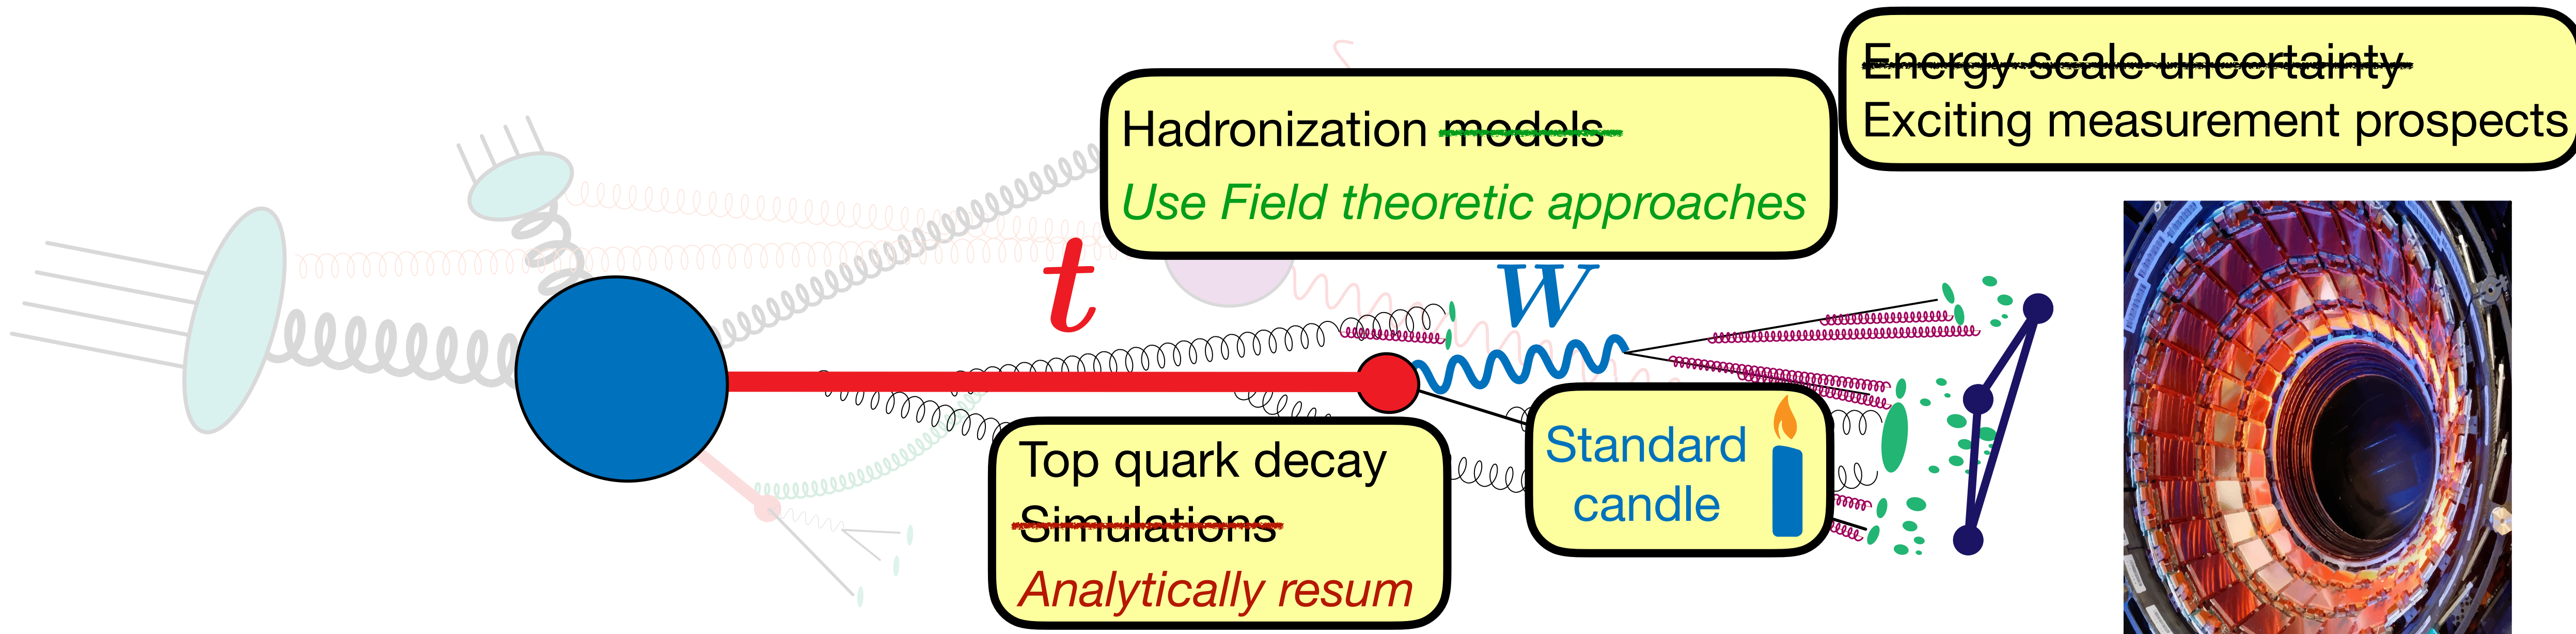 Energy scale uncertainty
Exciting measurement prospects
Hadronization models
Use Field theoretic approaches
t
W
Standard
candle
Top quark decay
Simulations
Analytically resum